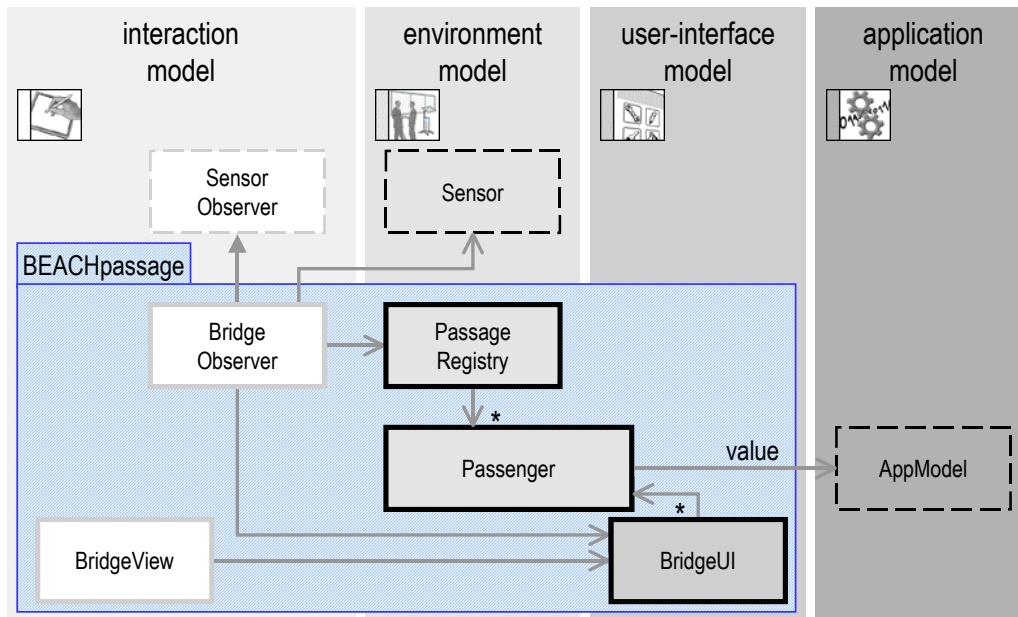 interaction
model
environment
model
user-interface
model
application
model
Sensor
Observer
Sensor
BEACHpassage
Bridge
Observer
Passage
Registry
*
Passenger
value
AppModel
*
BridgeView
BridgeUI